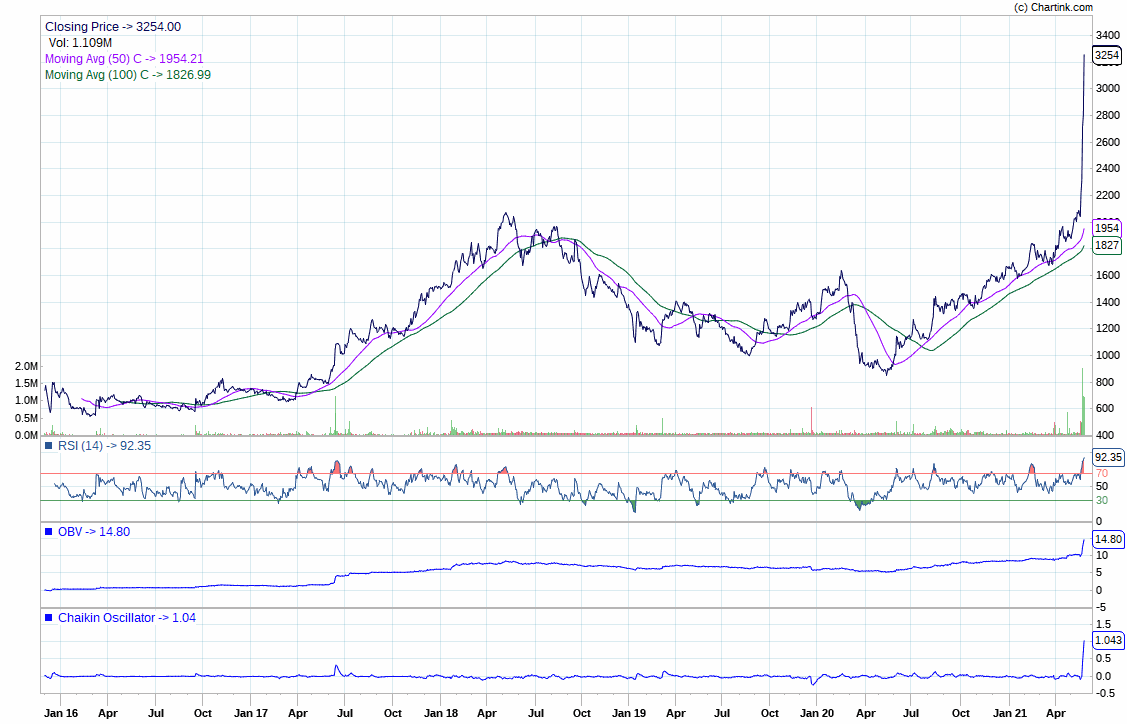 (c) Chartink.com
Closing Price -> 3254.00
Vol: 1.109M
Moving Avg (50) C -> 1954.21
Moving Avg (100) C -> 1826.99
3400
3254
3000
2800
2600
2400
2200
1954
1827
1600
1400
1200
1000
800
600
400
2.0M
1.5M
1.0M
0.5M
0.0M
RSI (14) -> 92.35
92.35
70
50
30
0
OBV -> 14.80
14.80
10
5
0
-5
Chaikin Oscillator -> 1.04
1.5
1.043
0.5
0.0
-0.5
Jan 16 Apr Jul Oct Jan 17 Apr Jul Oct Jan 18 Apr Jul Oct Jan 19 Apr Jul Oct Jan 20 Apr Jul Oct Jan 21 Apr